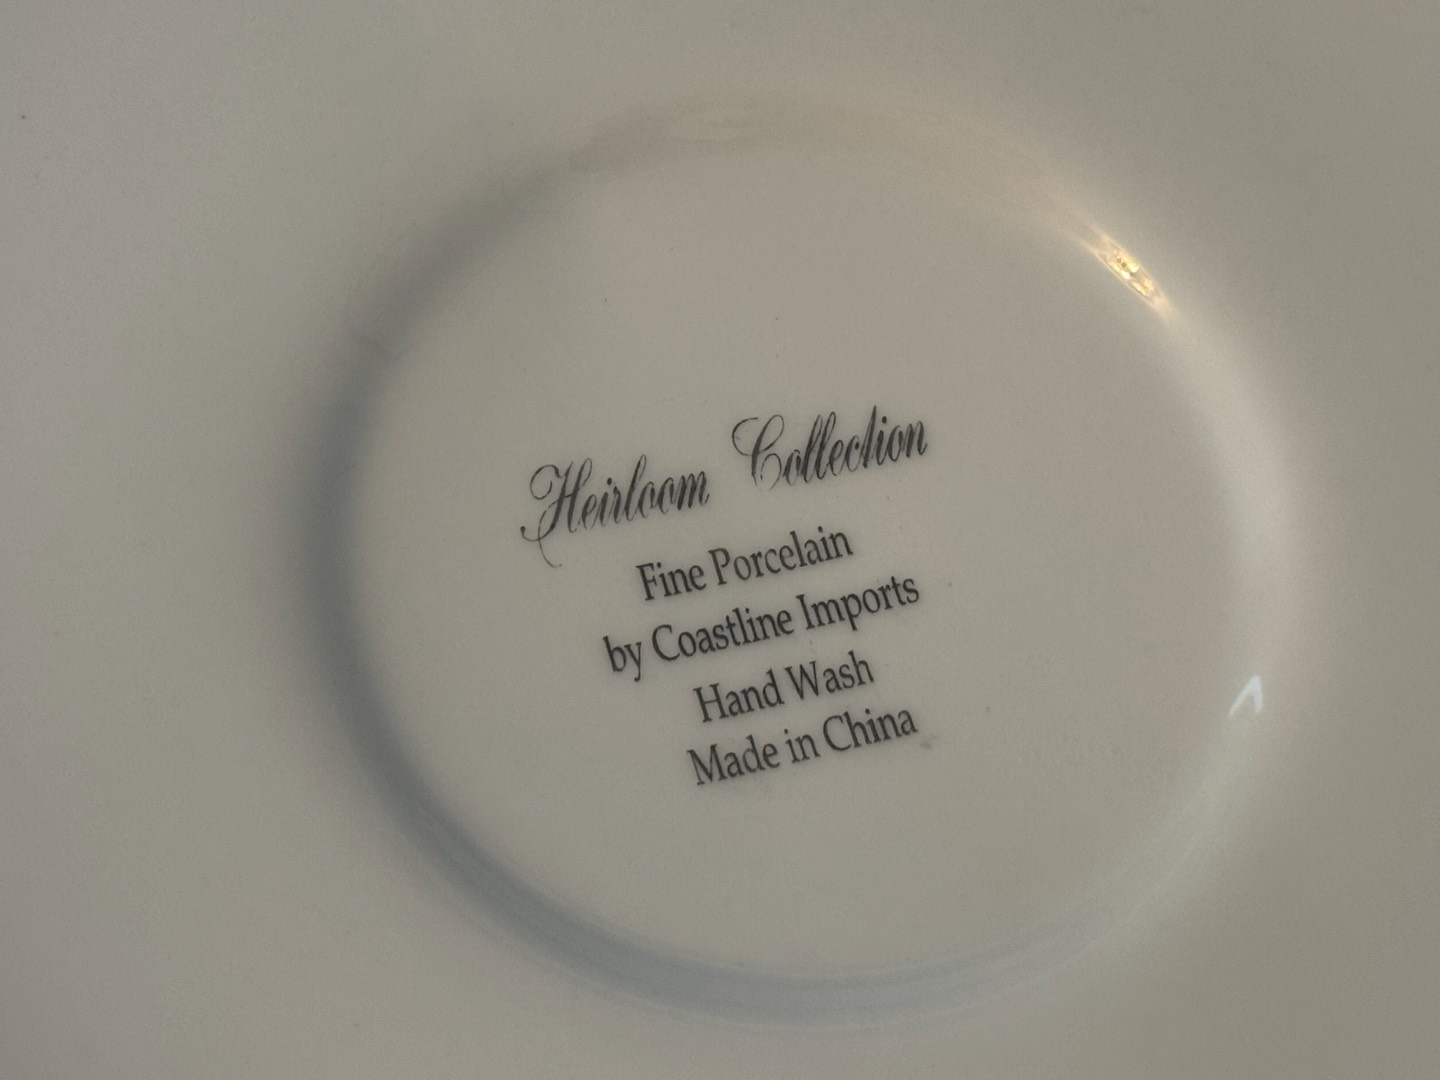 Heirloom Collection
Fine Porcelain
by Coastline Imports
Hand Wash
Made in China